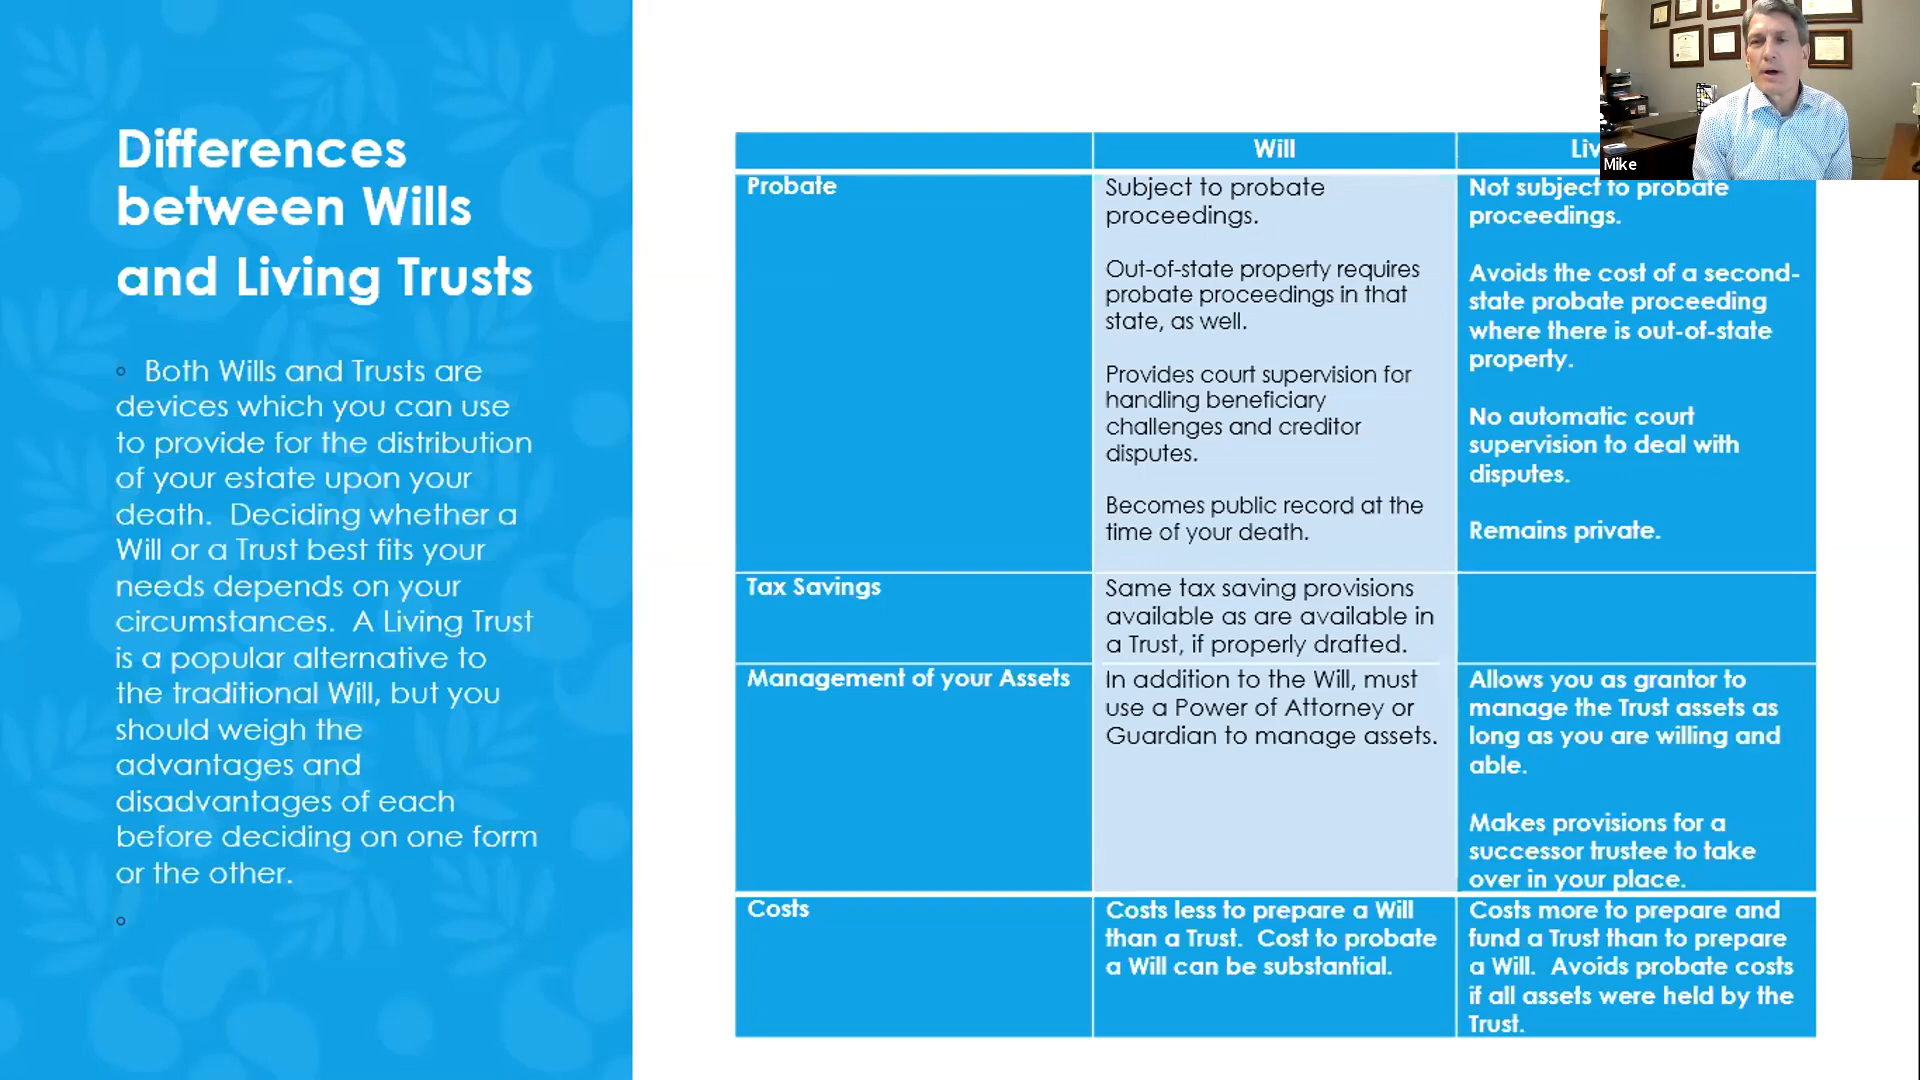 Differences
between Wills
and Living Trusts
Both Wills and Trusts are
devices which you can use
to provide for the distribution
of your estate upon your
death.  Deciding whether a
Will or a Trust best fits your
needs depends on your
circumstances.  A Living Trust
is a popular alternative to
the traditional Will, but you
should weigh the
advantages and
disadvantages of each
before deciding on one form
or the other.
Will
Liv
Mike
Probate
Subject to probate
proceedings.
Out-of-state property requires
probate proceedings in that
state, as well.
Provides court supervision for
handling beneficiary
challenges and creditor
disputes.
Becomes public record at the
time of your death.
Not subject to probate
proceedings.
Avoids the cost of a second-
state probate proceeding
where there is out-of-state
property.
No automatic court
supervision to deal with
disputes.
Remains private.
Tax Savings
Same tax saving provisions
available as are available in
a Trust, if properly drafted.
Management of your Assets
In addition to the Will, must
use a Power of Attorney or
Guardian to manage assets.
Allows you as grantor to
manage the Trust assets as
long as you are willing and
able.
Makes provisions for a
successor trustee to take
over in your place.
Costs
Costs less to prepare a Will
than a Trust.  Cost to probate
a Will can be substantial.
Costs more to prepare and
fund a Trust than to prepare
a Will.  Avoids probate costs
if all assets were held by the
Trust.